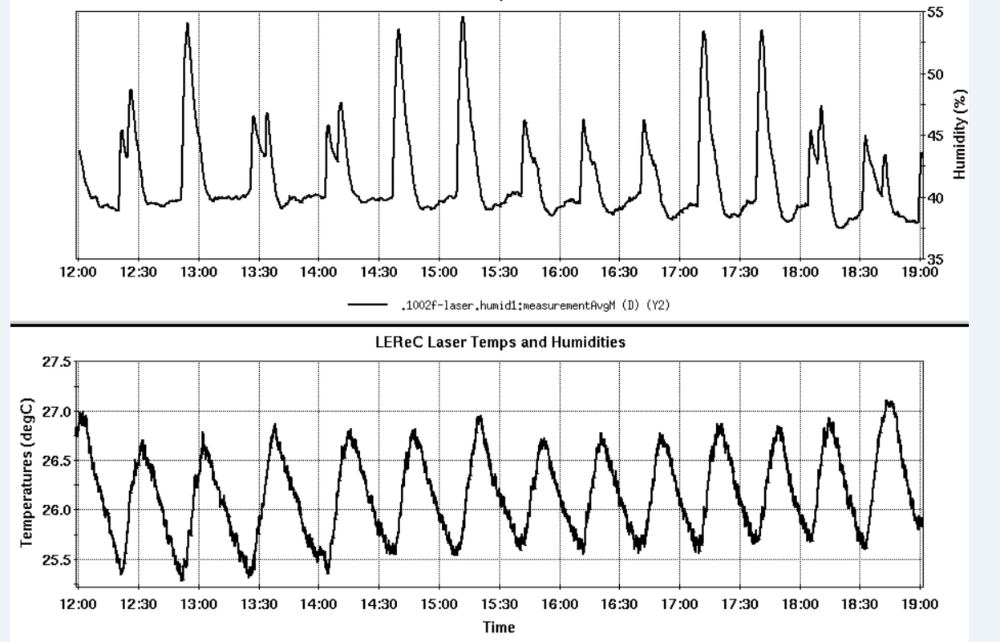 55
50
45
40
35
Humidity (%)
12:00 12:30 13:00 13:30 14:00 14:30 15:00 15:30 16:00 16:30 17:00 17:30 18:00 18:30 19:00
.1002f-laser.humid1:measurementAvgM (D) (Y2)
LEReC Laser Temps and Humidities
27.5
27.0
26.5
26.0
25.5
Temperatures (degC)
12:00 12:30 13:00 13:30 14:00 14:30 15:00 15:30 16:00 16:30 17:00 17:30 18:00 18:30 19:00
Time